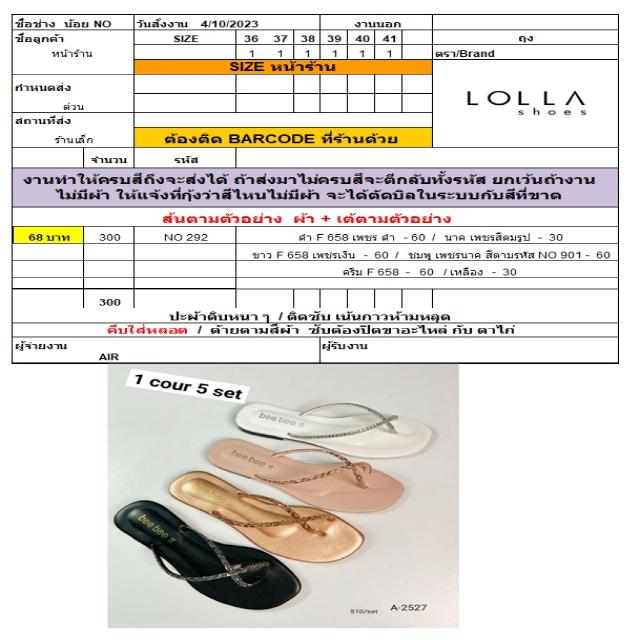 ชื่อช่าง น้อย NO วันสั่งงาน 4/10/2023 งานนอก
ชื่อลูกค้า SIZE 36 37 38 39 40 41 ถุง
หน้าร้าน 1 1 1 1 1 1 ตรา/Brand
SIZE หน้าร้าน
กำหนดส่ง
ด่วน
LOLLA
shoes
สถานที่ส่ง
ร้านเล็ก ต้องติด BARCODE ที่ร้านด้วย
จำนวน รหัส
งานทำให้ครบสีถึงจะส่งได้ ถ้าส่งมาไม่ครบสีจะตีกลับทั้งรหัส ยกเว้นถ้างาน
ไม่มีผ้า ให้แจ้งที่กุ้งว่าสีไหนไม่มีผ้า จะได้ตัดบิลในระบบกับสีที่ขาด
ส้นตามตัวอย่าง ผ้า + เต้ตามตัวอย่าง
68 บาท 300 NO 292 ดำ F 658 เพชร ดำ - 60 / นาค เพชรสีตมรูป - 30
ขาว F 658 เพชรเงิน - 60 / ชมพู เพชรนาค สีตามรหัส NO 901 - 60
ครีม F 658 - 60 / เหลือง - 30
300
ปะผ้าดิบหนา ๆ / ติดซับ เน้นกาวห้ามหลุด
คีบใส่หลอด / ด้ายตามสีผ้า ซับต้องปิดขาอะไหล่ กับ ตาไก่
ผู้จ่ายงาน ผู้รับงาน
AIR
1 cour 5 set
bee bee
bee bee
bee bee
bee bee
510/set A-2527